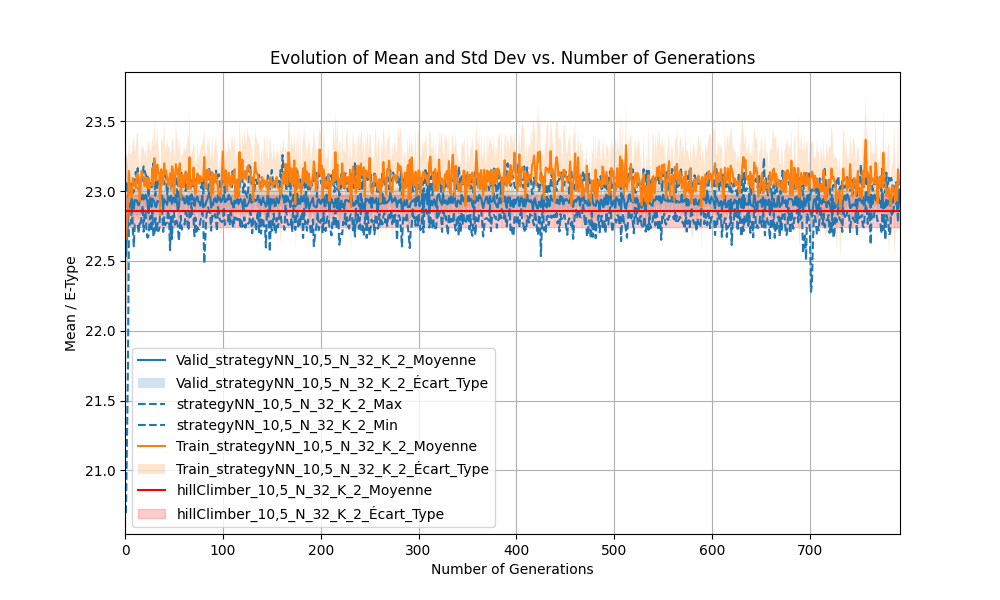 Evolution of Mean and Std Dev vs. Number of Generations
Mean / E-Type
23.5
23.0
22.5
22.0
21.5
21.0
Valid_strategyNN_10,5_N_32_K_2_Moyenne
Valid_strategyNN_10,5_N_32_K_2_Écart_Type
strategyNN_10,5_N_32_K_2_Max
strategyNN_10,5_N_32_K_2_Min
Train_strategyNN_10,5_N_32_K_2_Moyenne
Train_strategyNN_10,5_N_32_K_2_Écart_Type
hillClimber_10,5_N_32_K_2_Moyenne
hillClimber_10,5_N_32_K_2_Écart_Type
0 100 200 300 400 500 600 700
Number of Generations